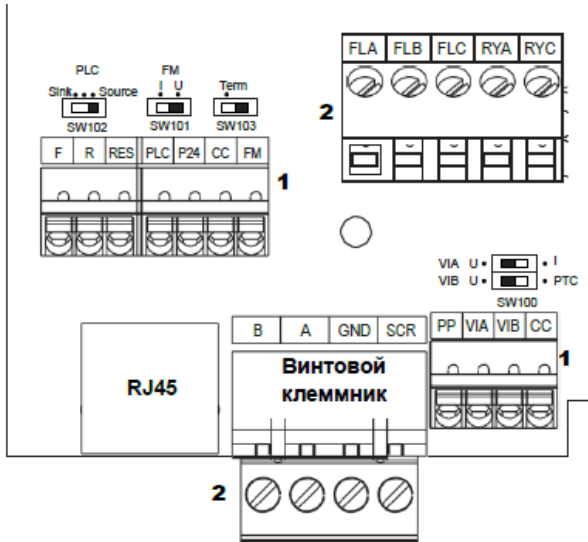 PLC
Sink Source
SW102
FM
I U
SW101
Term
SW103
F R RES PLC P24 CC FM
1
FLA FLB FLC RYA RYC
2
VIA U I
VIB U PTC
SW100
PP VIA VIB CC
1
RJ45
B A GND SCR
Винтовой
клеммник
2